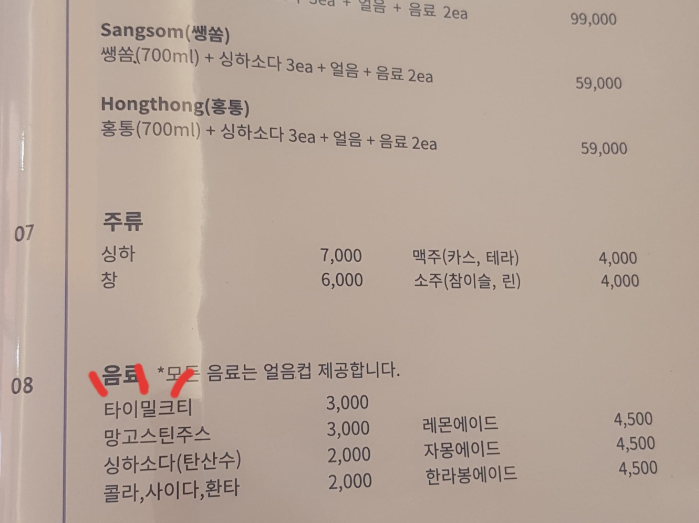 + 얼음 + 음료 2ea 99,000
Sangsom(쌩쏨)
쌩쏨(700ml) + 싱하소다 3ea + 얼음 + 음료 2ea 59,000
Hongthong(홍통)
홍통(700ml) + 싱하소다 3ea + 얼음 + 음료 2ea 59,000
07 주류
싱하 7,000 맥주(카스, 테라) 4,000
창 6,000 소주(참이슬, 린) 4,000
08 음료 *모든 음료는 얼음컵 제공합니다.
타이밀크티 3,000
망고스틴주스 3,000 레몬에이드 4,500
싱하소다(탄산수) 2,000 자몽에이드 4,500
콜라,사이다,환타 2,000 한라봉에이드 4,500